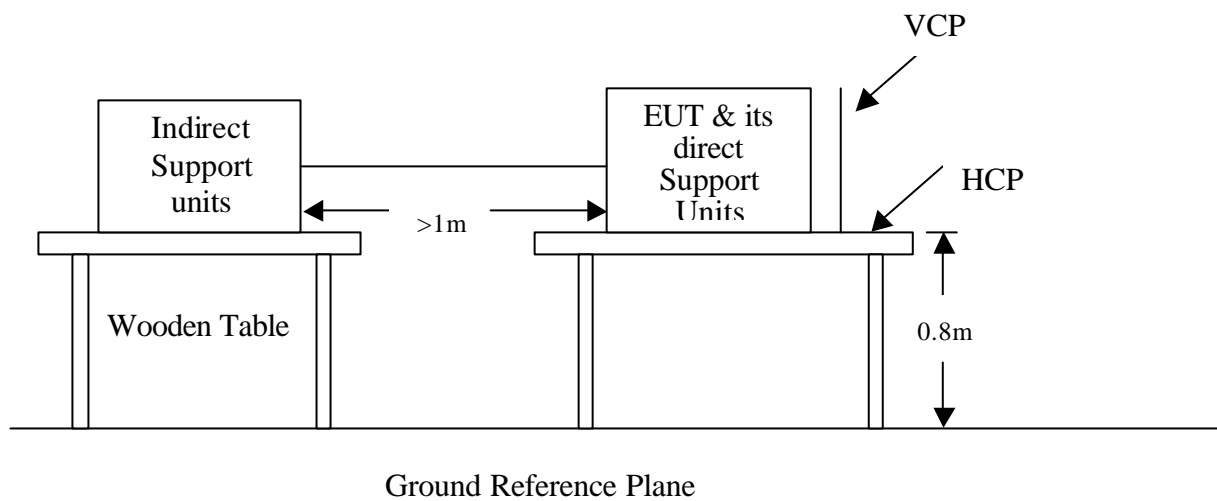 VCP
Indirect
Support
units
EUT & its
direct
Support
Units
HCP
>1m
Wooden Table
0.8m
Ground Reference Plane